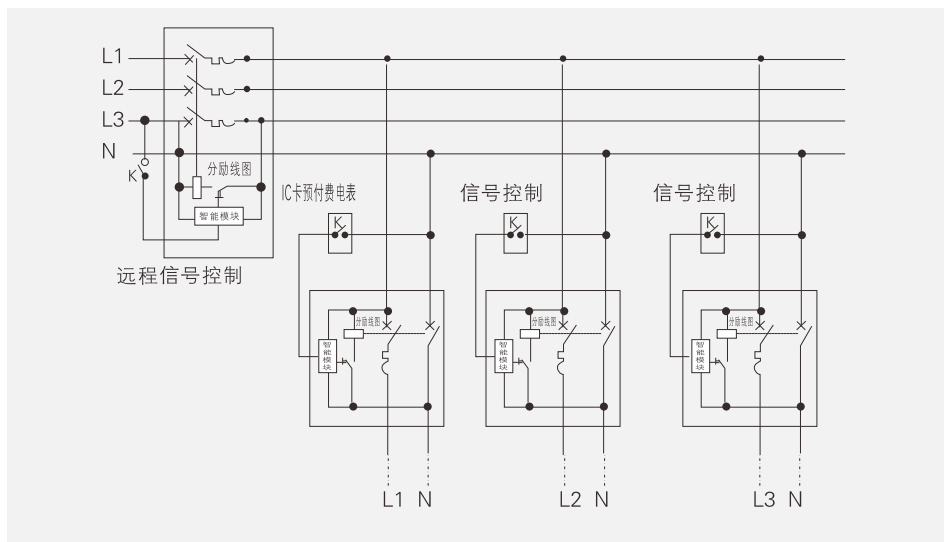 L1
L2
L3
N
K
分励线图
智能模块
远程信号控制
IC卡预付费电表
信号控制
信号控制
K
K
K
分励线图
分励线图
分励线图
智能模块
智能模块
智能模块
L1 N
L2 N
L3 N